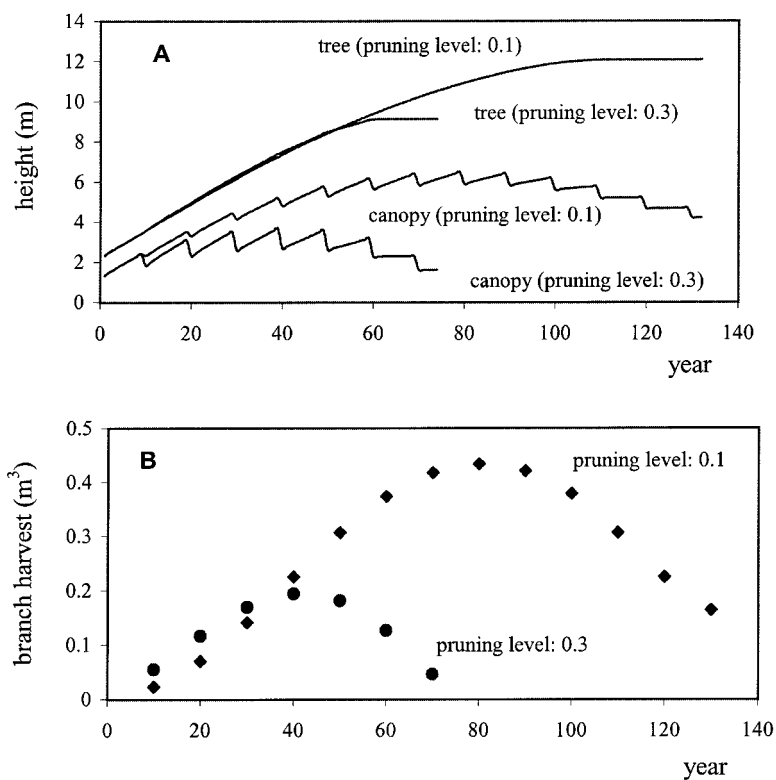 14
12
10
8
6
4
2
0
height (m)
A
tree (pruning level: 0.1)
tree (pruning level: 0.3)
canopy (pruning level: 0.1)
canopy (pruning level: 0.3)
0 20 40 60 80 100 120 140
year
0.5
0.4
0.3
0.2
0.1
0
branch harvest (m³)
B
pruning level: 0.1
pruning level: 0.3
0 20 40 60 80 100 120 140
year